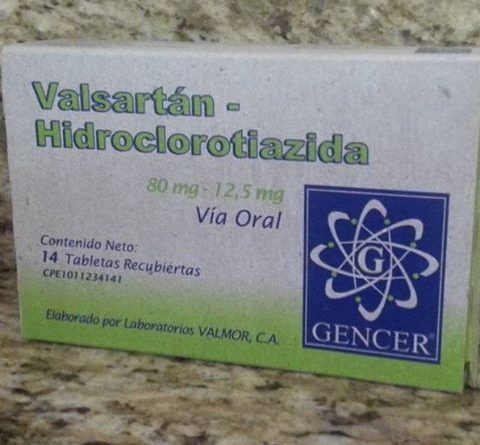 Valsartán -
Hidroclorotiazida
80 mg - 12,5 mg
Vía Oral
Contenido Neto:
14 Tabletas Recubiertas
CPE1011234141
Elaborado por Laboratorios VALMOR, C.A.
G
GENCER®